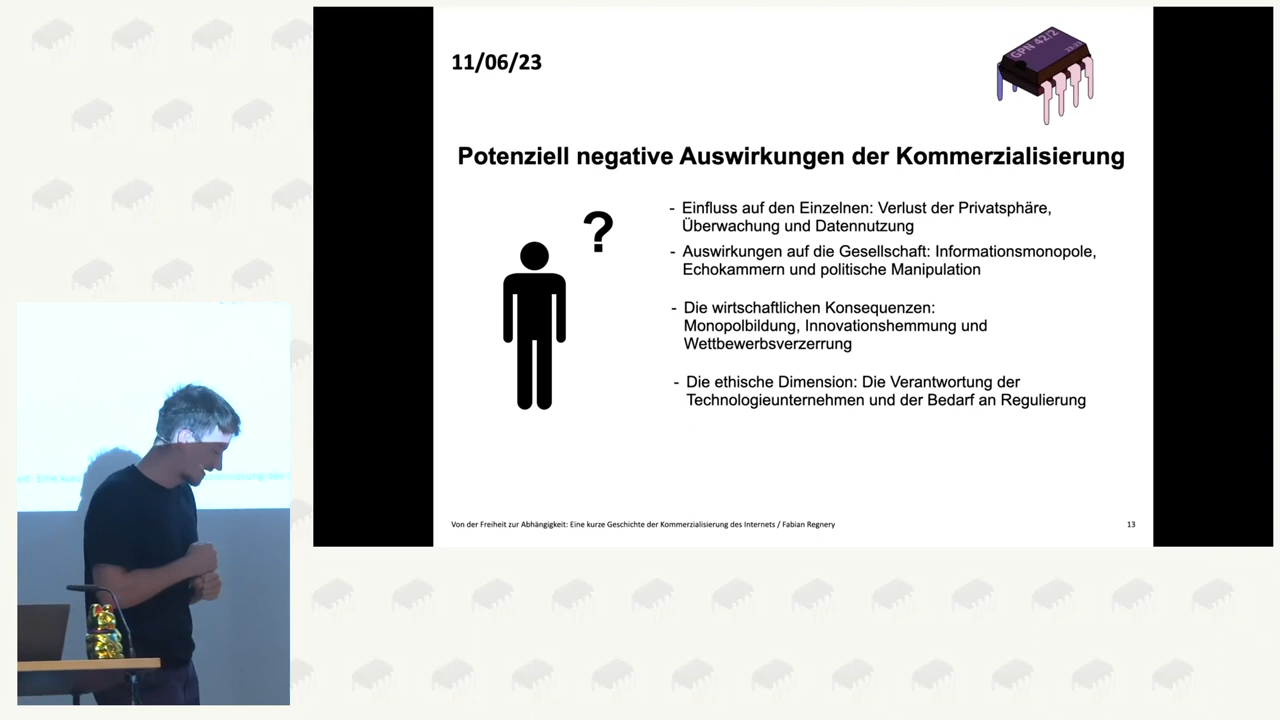 11/06/23
GPN 42/2
23:23
Potenziell negative Auswirkungen der Kommerzialisierung
?
- Einfluss auf den Einzelnen: Verlust der Privatsphäre,
Überwachung und Datennutzung
- Auswirkungen auf die Gesellschaft: Informationsmonopole,
Echokammern und politische Manipulation
- Die wirtschaftlichen Konsequenzen:
Monopolbildung, Innovationshemmung und
Wettbewerbsverzerrung
- Die ethische Dimension: Die Verantwortung der
Technologieunternehmen und der Bedarf an Regulierung
Von der Freiheit zur Abhängigkeit: Eine kurze Geschichte der Kommerzialisierung des Internets / Fabian Regnery
13